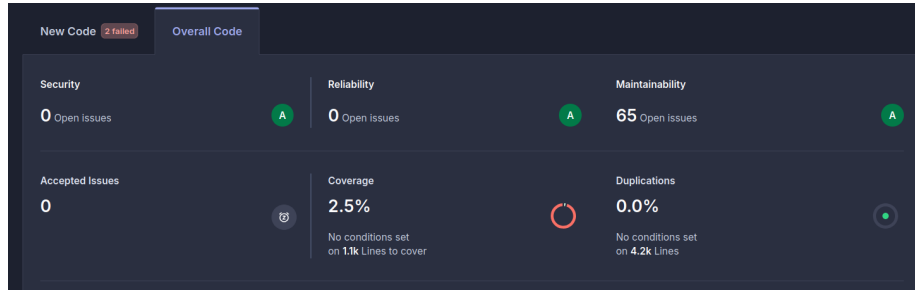 New Code 2 failed Overall Code
Security
0 Open issues A
Reliability
0 Open issues A
Maintainability
65 Open issues A
Accepted Issues
0
Coverage
2.5%
No conditions set
on 1.1k Lines to cover
Duplications
0.0%
No conditions set
on 4.2k Lines